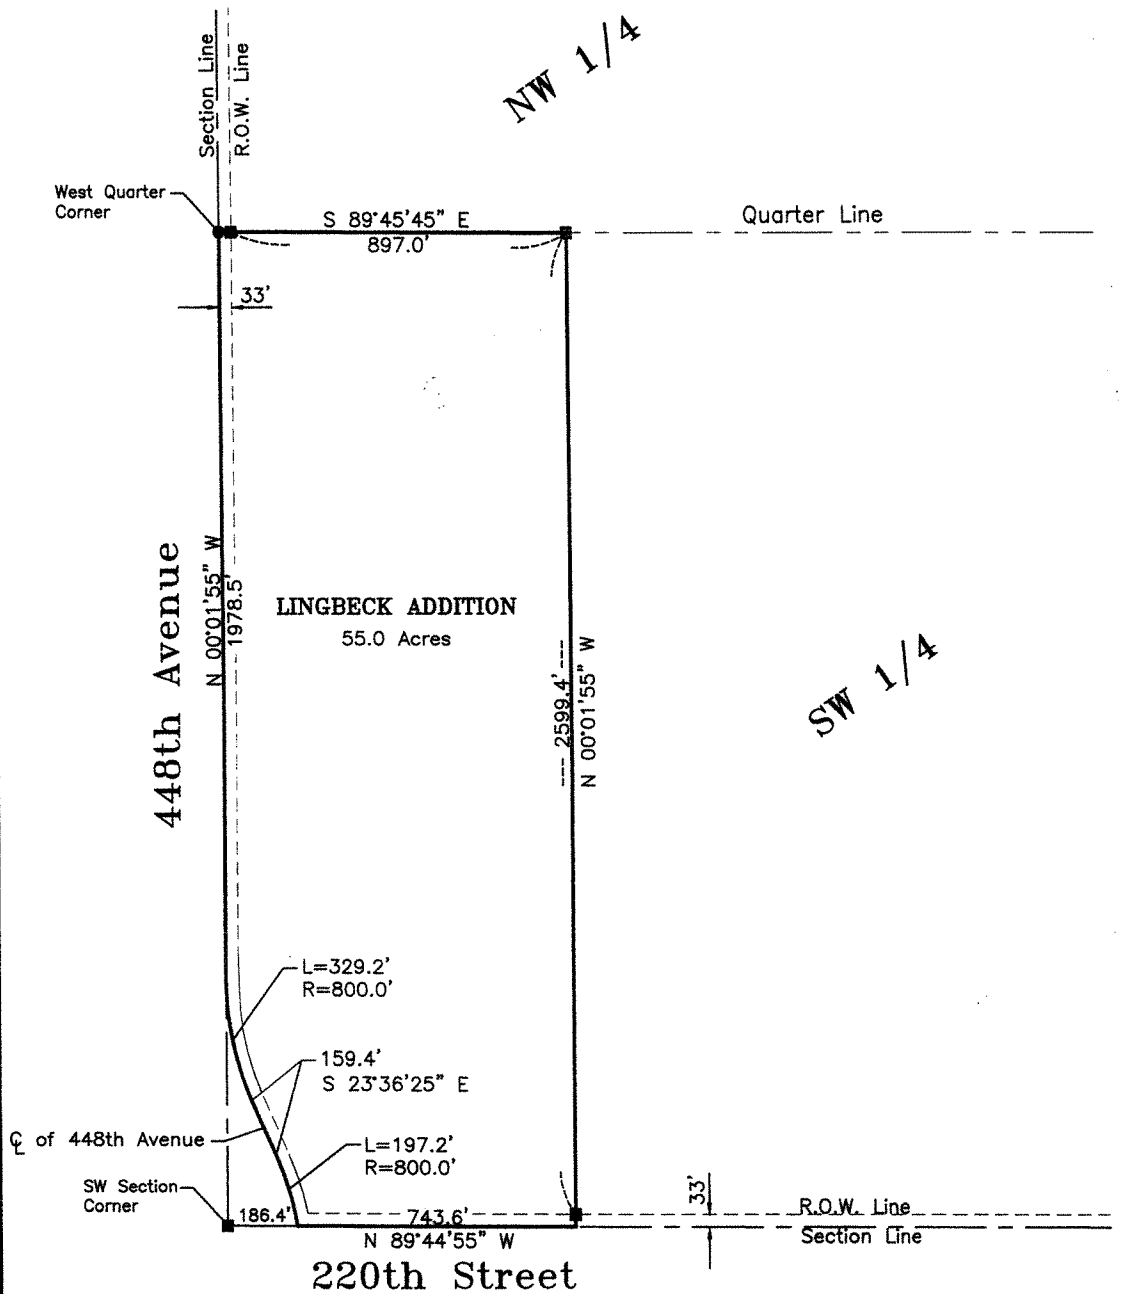 NW 1/4
Section Line
R.O.W. Line
West Quarter
Corner
S 89°45'45" E
897.0'
Quarter Line
33'
448th Avenue
N 00°01'55" W
1978.5'
LINGBECK ADDITION
55.0 Acres
2599.4'
N 00°01'55" W
SW 1/4
L=329.2'
R=800.0'
159.4'
S 23°36'25" E
℄ of 448th Avenue
L=197.2'
R=800.0'
SW Section
Corner
186.4'
743.6'
N 89°44'55" W
33'
R.O.W. Line
Section Line
220th Street